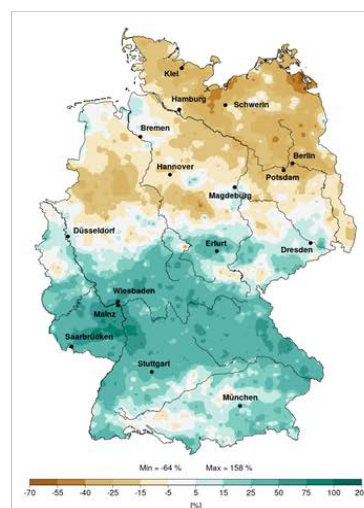 Kiel
Hamburg
Schwerin
Bremen
Berlin
Hannover
Potsdam
Magdeburg
Düsseldorf
Erfurt
Dresden
Wiesbaden
Mainz
Saarbrücken
Stuttgart
München
Min = -64 % Max = 158 %
-70 -55 -40 -25 -15 -5 5 15 25 50 75 100 20
[%]